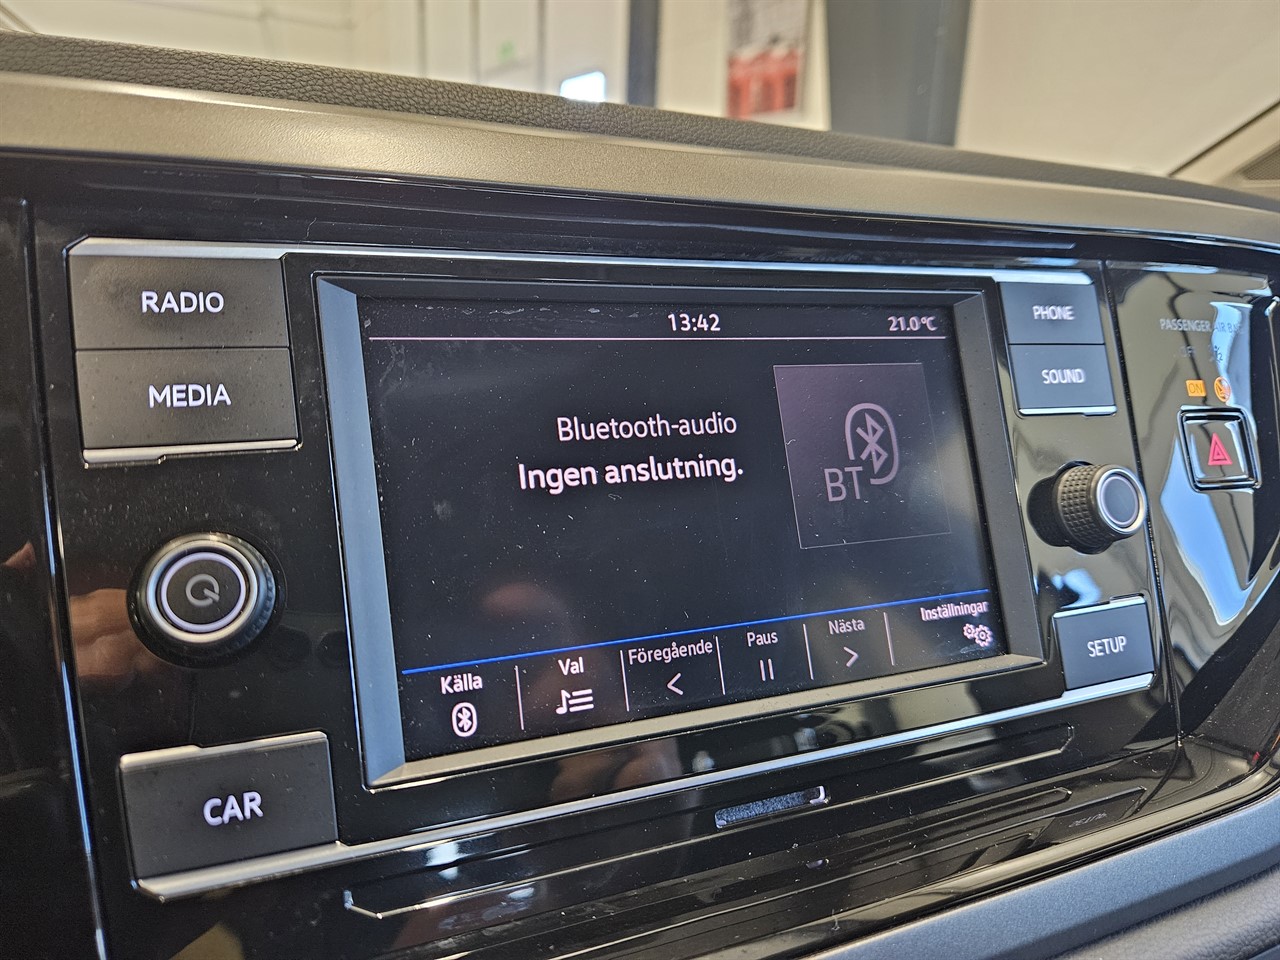 RADIO
MEDIA
CAR
13:42
21.0°C
Bluetooth-audio
Ingen anslutning.
BT
Källa
Val
Föregående
Paus
Nästa
Inställningar
PHONE
SOUND
SETUP
PASSENGER AIR BAG
ON